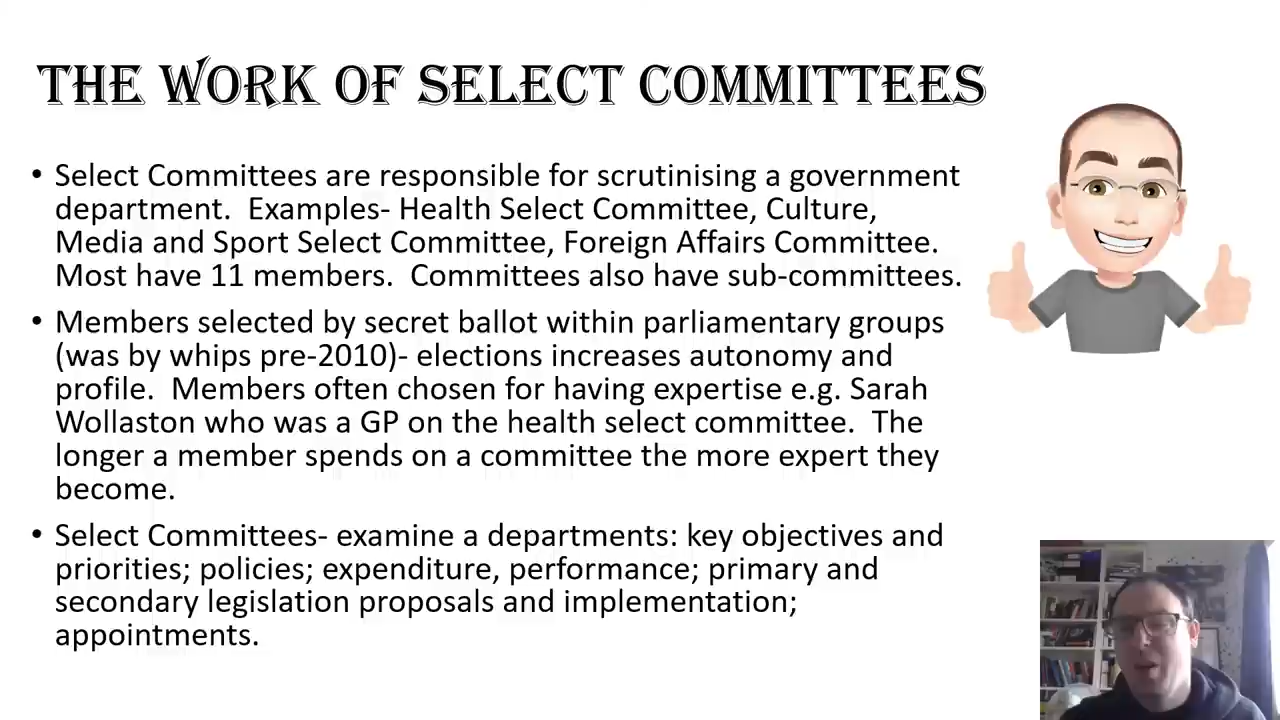 THE WORK OF SELECT COMMITTEES
• Select Committees are responsible for scrutinising a government
department.  Examples- Health Select Committee, Culture,
Media and Sport Select Committee, Foreign Affairs Committee.
Most have 11 members.  Committees also have sub-committees.
• Members selected by secret ballot within parliamentary groups
(was by whips pre-2010)- elections increases autonomy and
profile.  Members often chosen for having expertise e.g. Sarah
Wollaston who was a GP on the health select committee.  The
longer a member spends on a committee the more expert they
become.
• Select Committees- examine a departments: key objectives and
priorities; policies; expenditure, performance; primary and
secondary legislation proposals and implementation;
appointments.